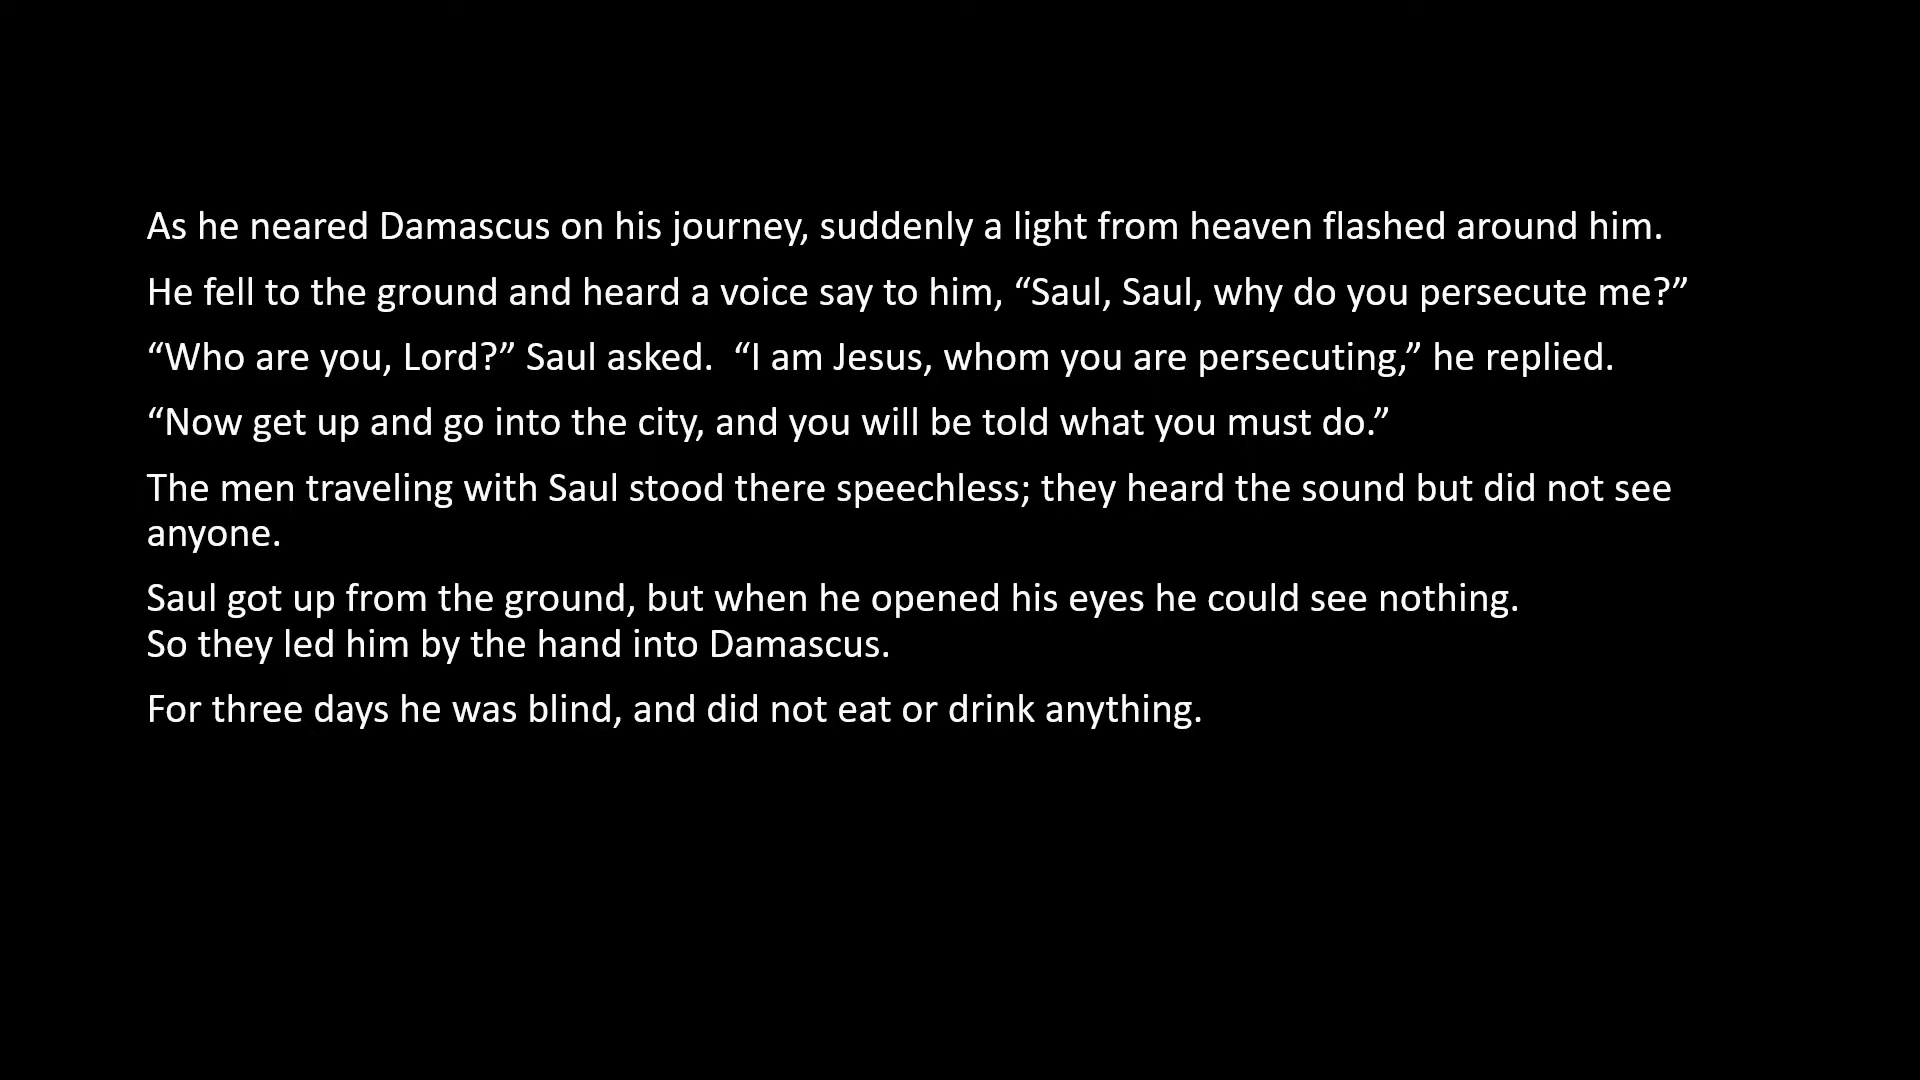 As he neared Damascus on his journey, suddenly a light from heaven flashed around him.
He fell to the ground and heard a voice say to him, “Saul, Saul, why do you persecute me?”
“Who are you, Lord?” Saul asked.  “I am Jesus, whom you are persecuting,” he replied.
“Now get up and go into the city, and you will be told what you must do.”
The men traveling with Saul stood there speechless; they heard the sound but did not see
anyone.
Saul got up from the ground, but when he opened his eyes he could see nothing.
So they led him by the hand into Damascus.
For three days he was blind, and did not eat or drink anything.